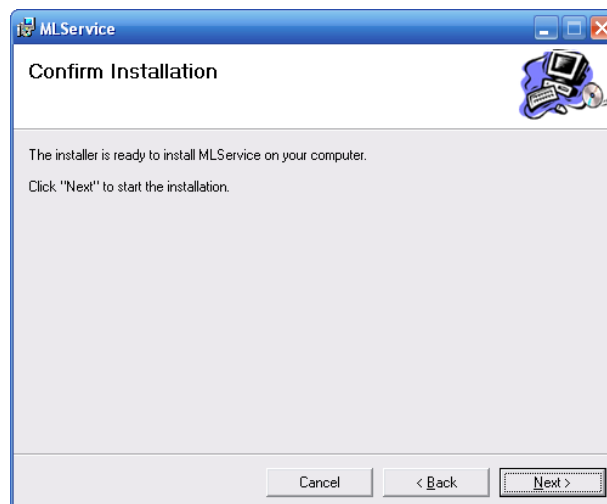 MLService
Confirm Installation
The installer is ready to install MLService on your computer.
Click "Next" to start the installation.
Cancel
< Back
Next >